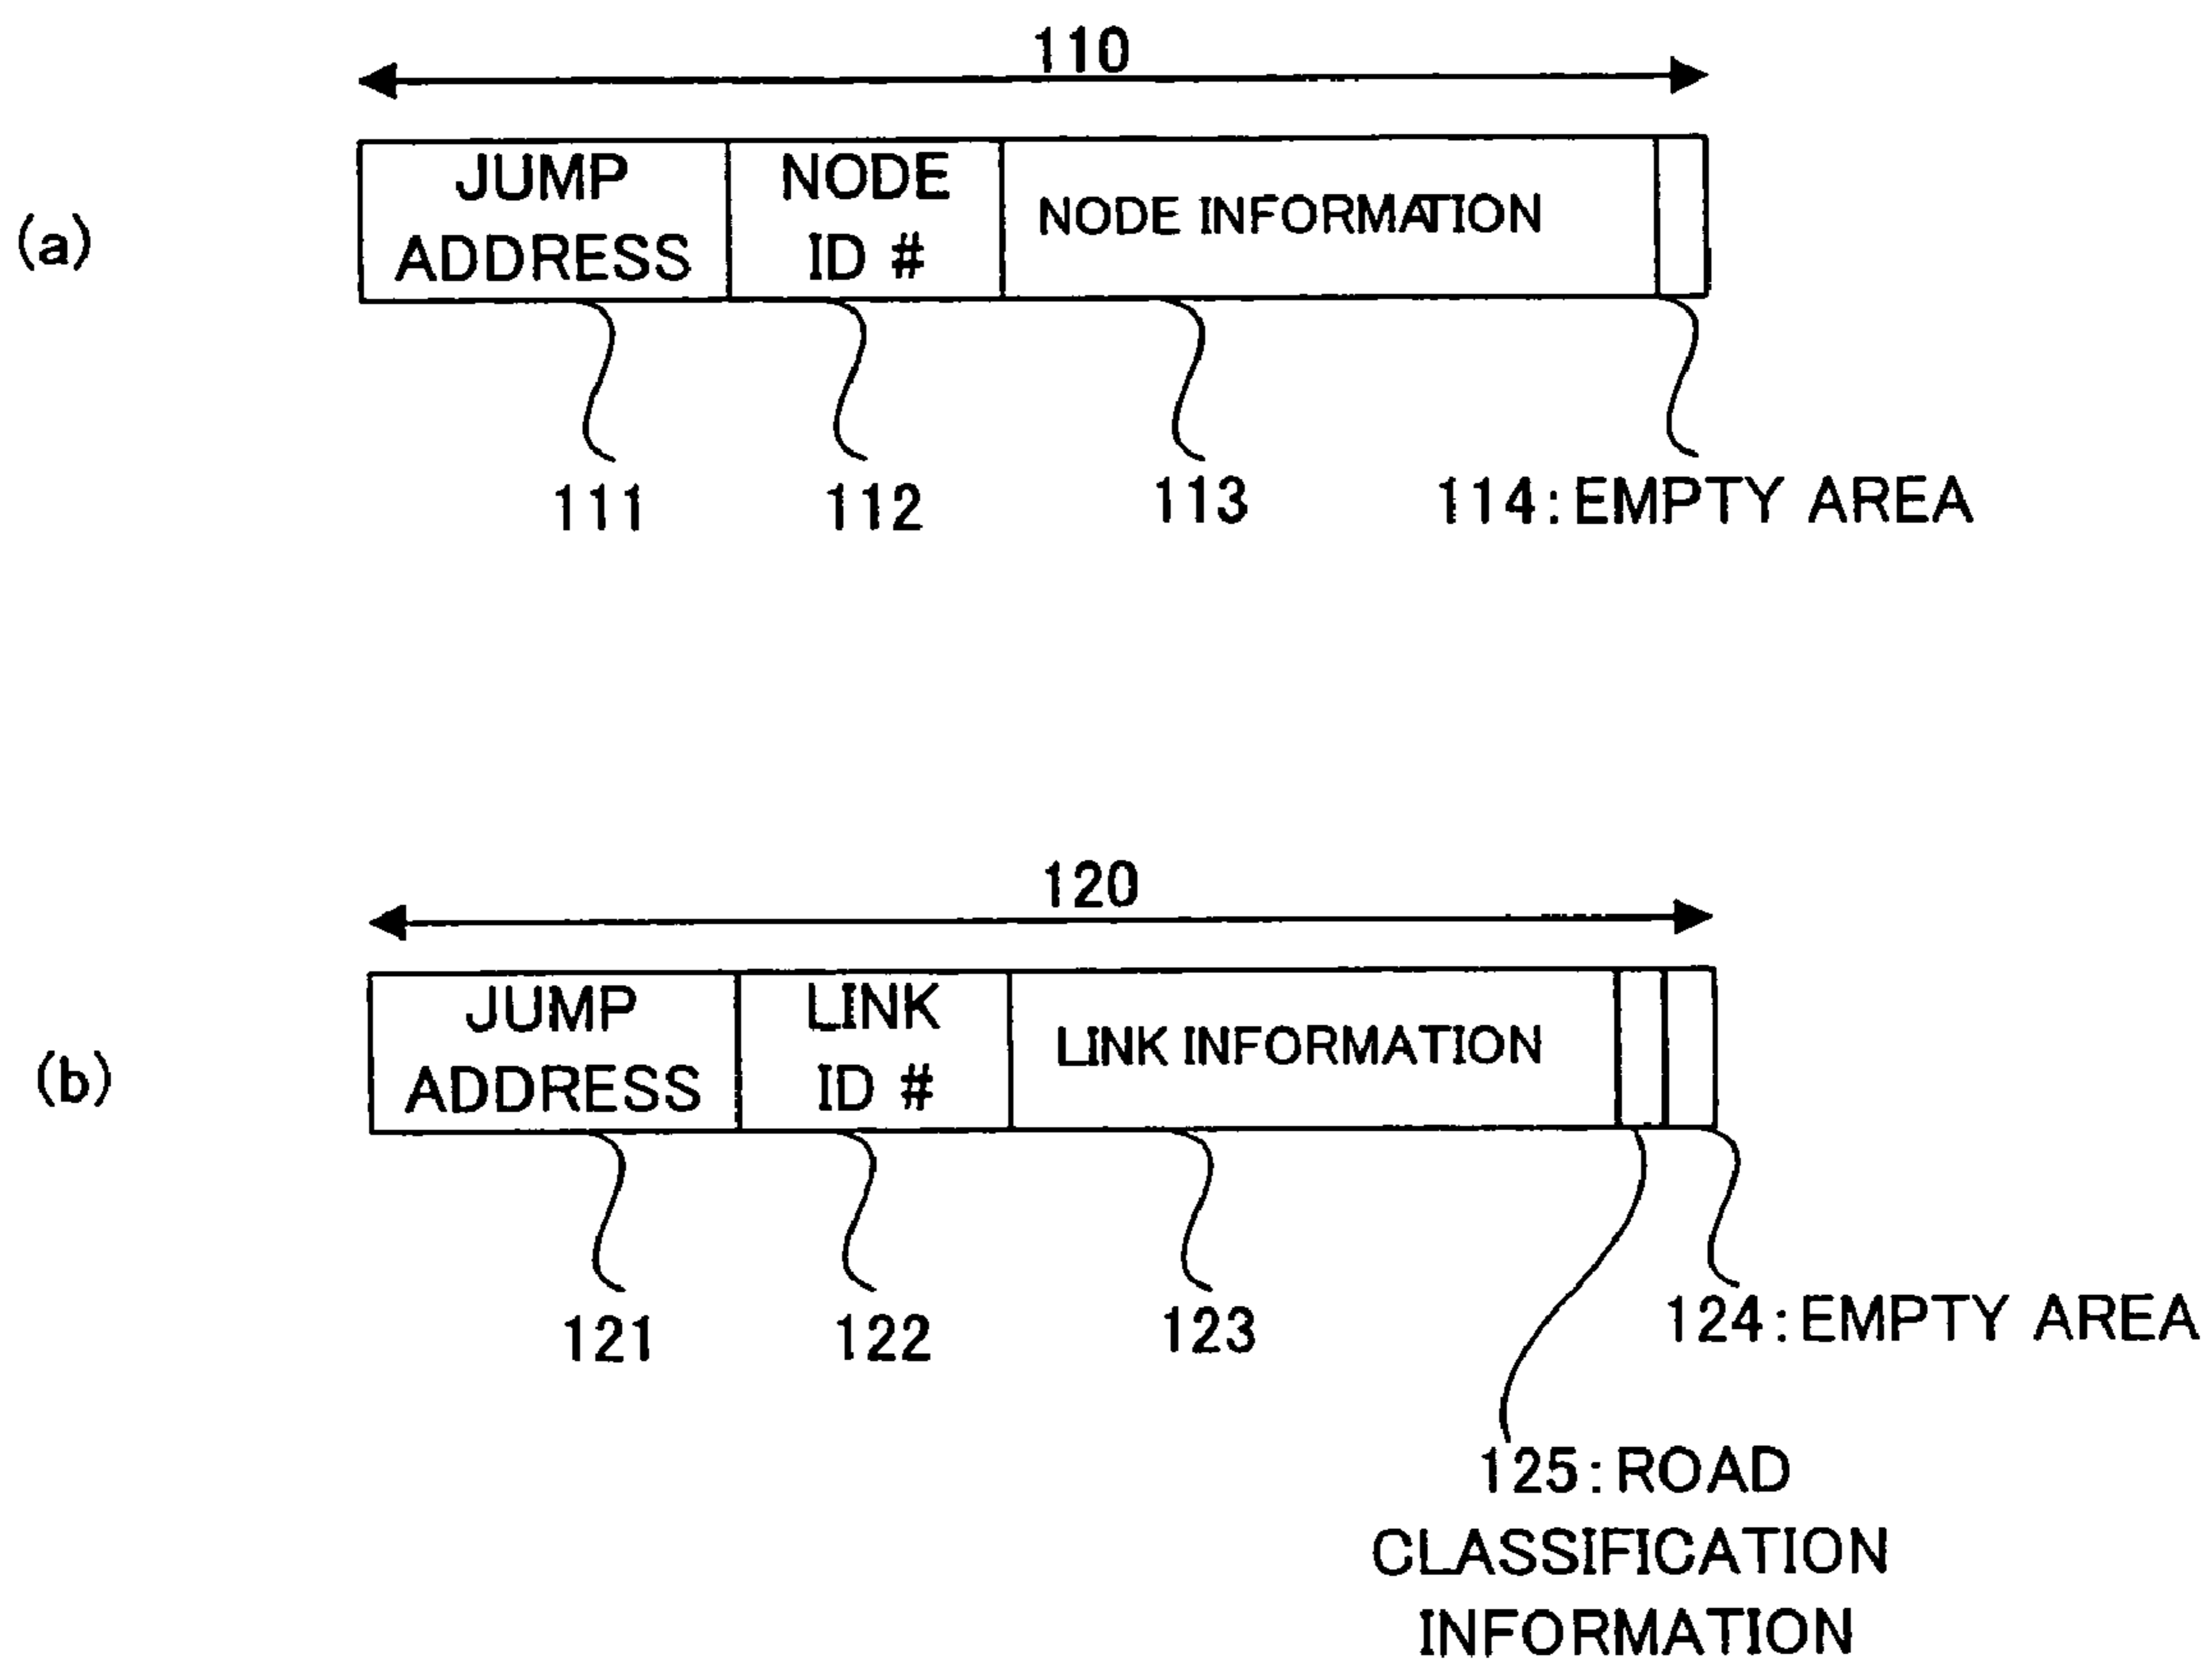 110
(a)
JUMP
ADDRESS
NODE
ID #
NODE INFORMATION
111
112
113
114:EMPTY AREA
120
(b)
JUMP
ADDRESS
LINK
ID #
LINK INFORMATION
121
122
123
124:EMPTY AREA
125:ROAD
CLASSIFICATION
INFORMATION